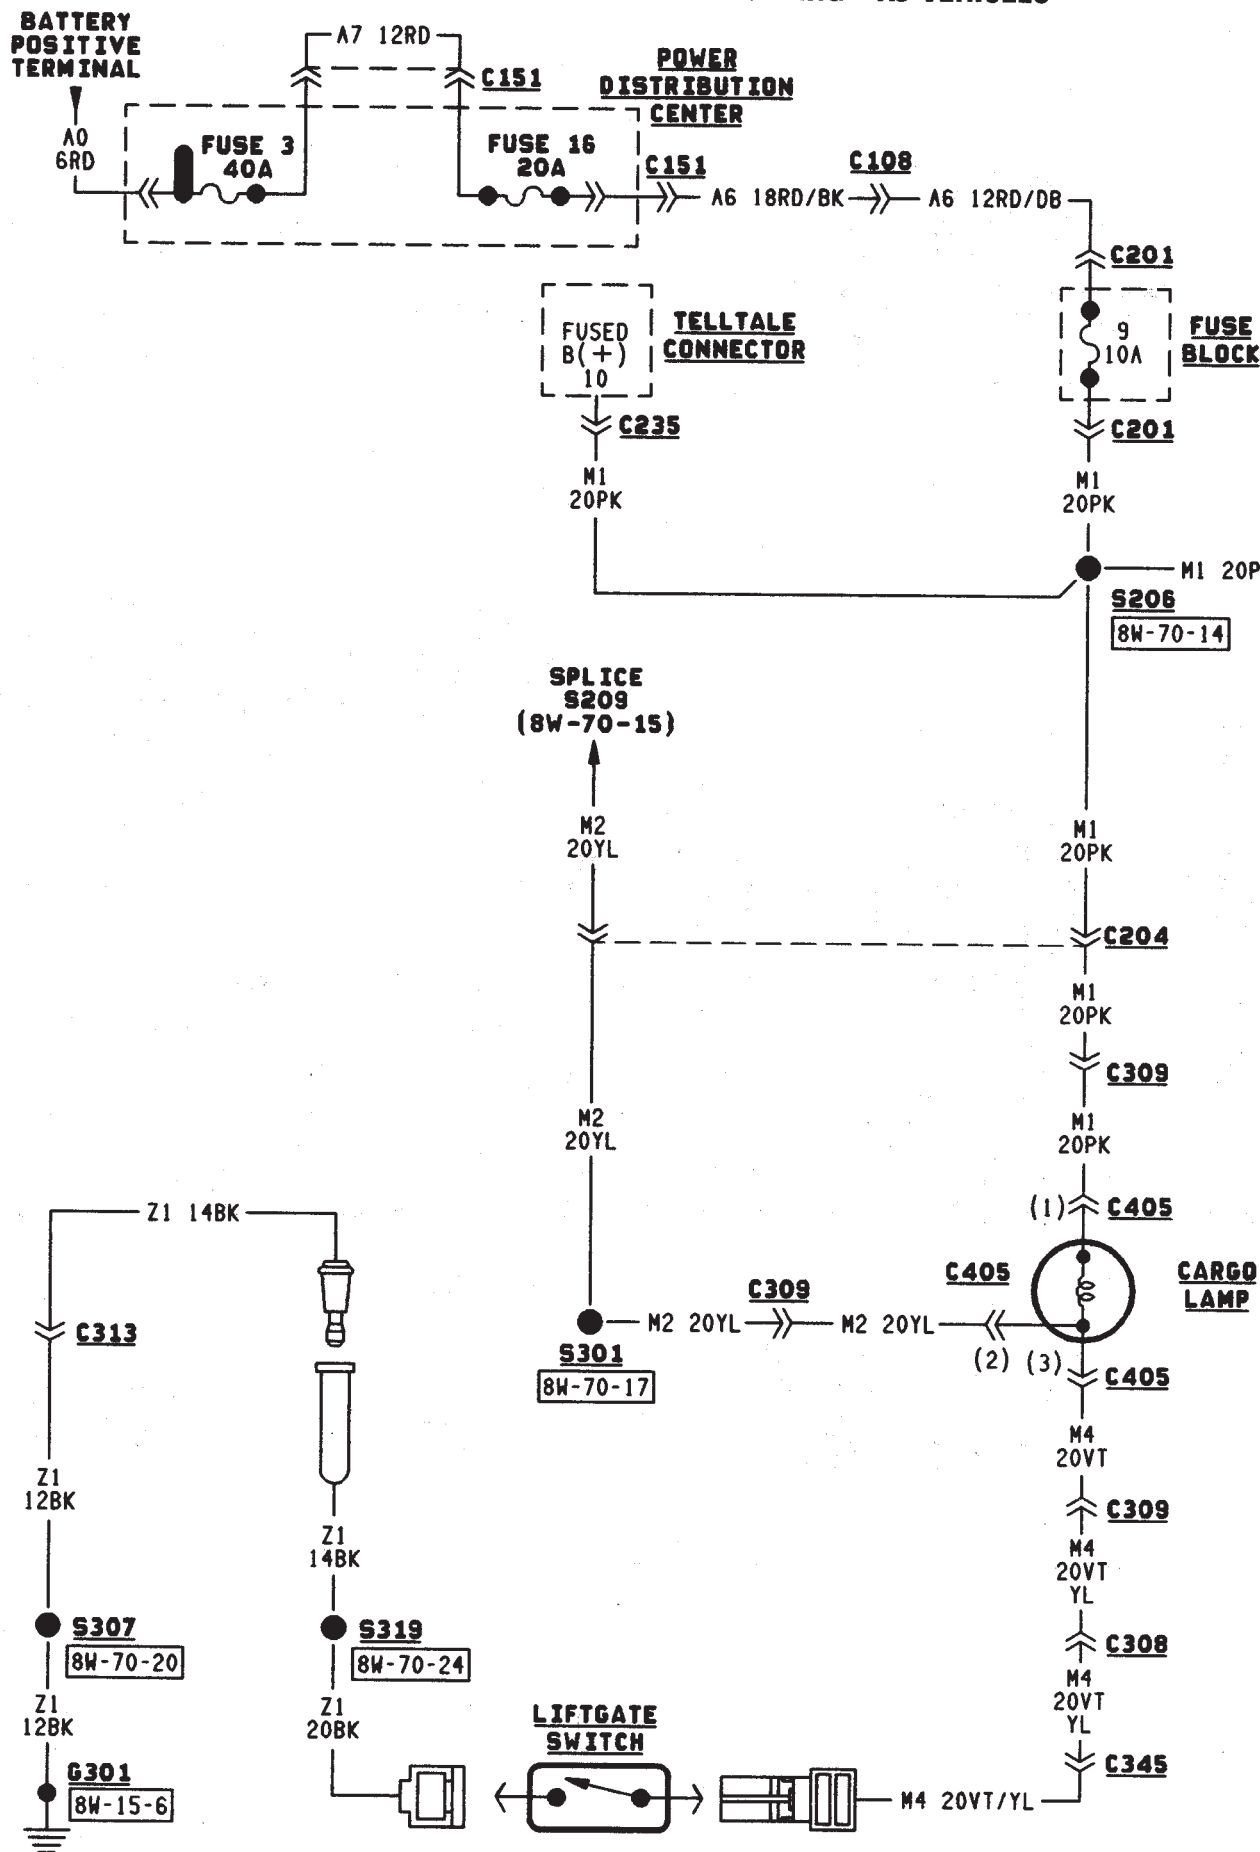 BATTERY
POSITIVE
TERMINAL
A7 12RD
C151
POWER
DISTRIBUTION
CENTER
A0
6RD
FUSE 3
40A
FUSE 16
20A
C151
A6 18RD/BK
C108
A6 12RD/DB
C201
FUSED
B(+)
10
TELLTALE
CONNECTOR
9
10A
FUSE
BLOCK
C235
C201
M1
20PK
M1
20PK
M1 20P
S206
8W-70-14
SPLICE
S209
(8W-70-15)
M2
20YL
M1
20PK
C204
M1
20PK
C309
M2
20YL
M1
20PK
Z1 14BK
(1)
C405
C405
CARGO
LAMP
C313
C309
M2 20YL
M2 20YL
S301
8W-70-17
(2)
(3)
C405
M4
20VT
Z1
12BK
C309
Z1
14BK
M4
20VT
YL
S307
8W-70-20
S319
8W-70-24
C308
Z1
12BK
Z1
20BK
M4
20VT
YL
LIFTGATE
SWITCH
C345
G301
8W-15-6
M4 20VT/YL